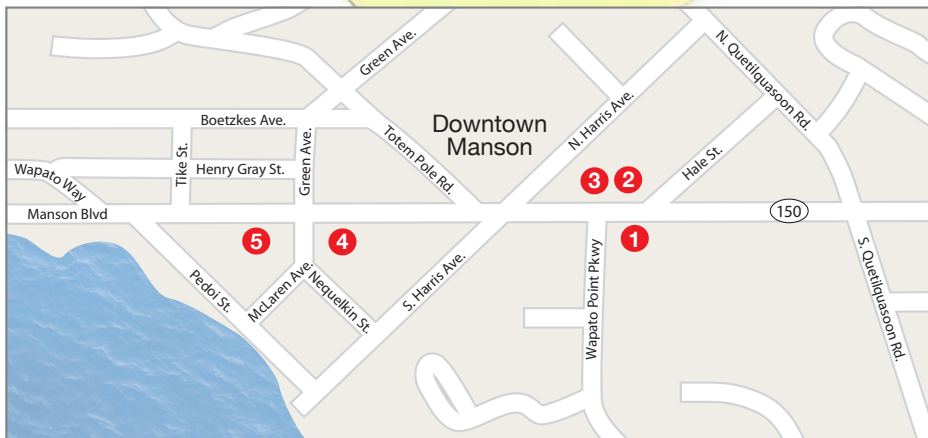 Green Ave.
N. Quetilquasoon Rd.
Boetzkes Ave.
Downtown
Manson
N. Harris Ave.
Totem Pole Rd.
Tike St.
Green Ave.
Henry Gray St.
Hale St.
Wapato Way
3
2
Manson Blvd
150
5
4
1
Pedoi St.
McLaren Ave.
Nequelkin St.
S. Harris Ave.
Wapato Point Pkwy
S. Quetilquasoon Rd.